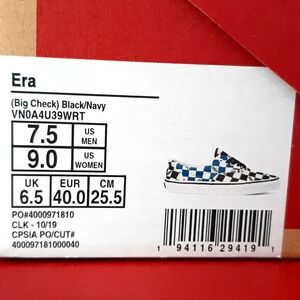 Era
(Big Check) Black/Navy
VN0A4U39WRT
7.5 US MEN
9.0 US WOMEN
UK EUR CM
6.5 40.0 25.5
PO#4000971810
CLK - 10/19
CPSIA PO/CUT#
400097181000040
1 94116 29419 1